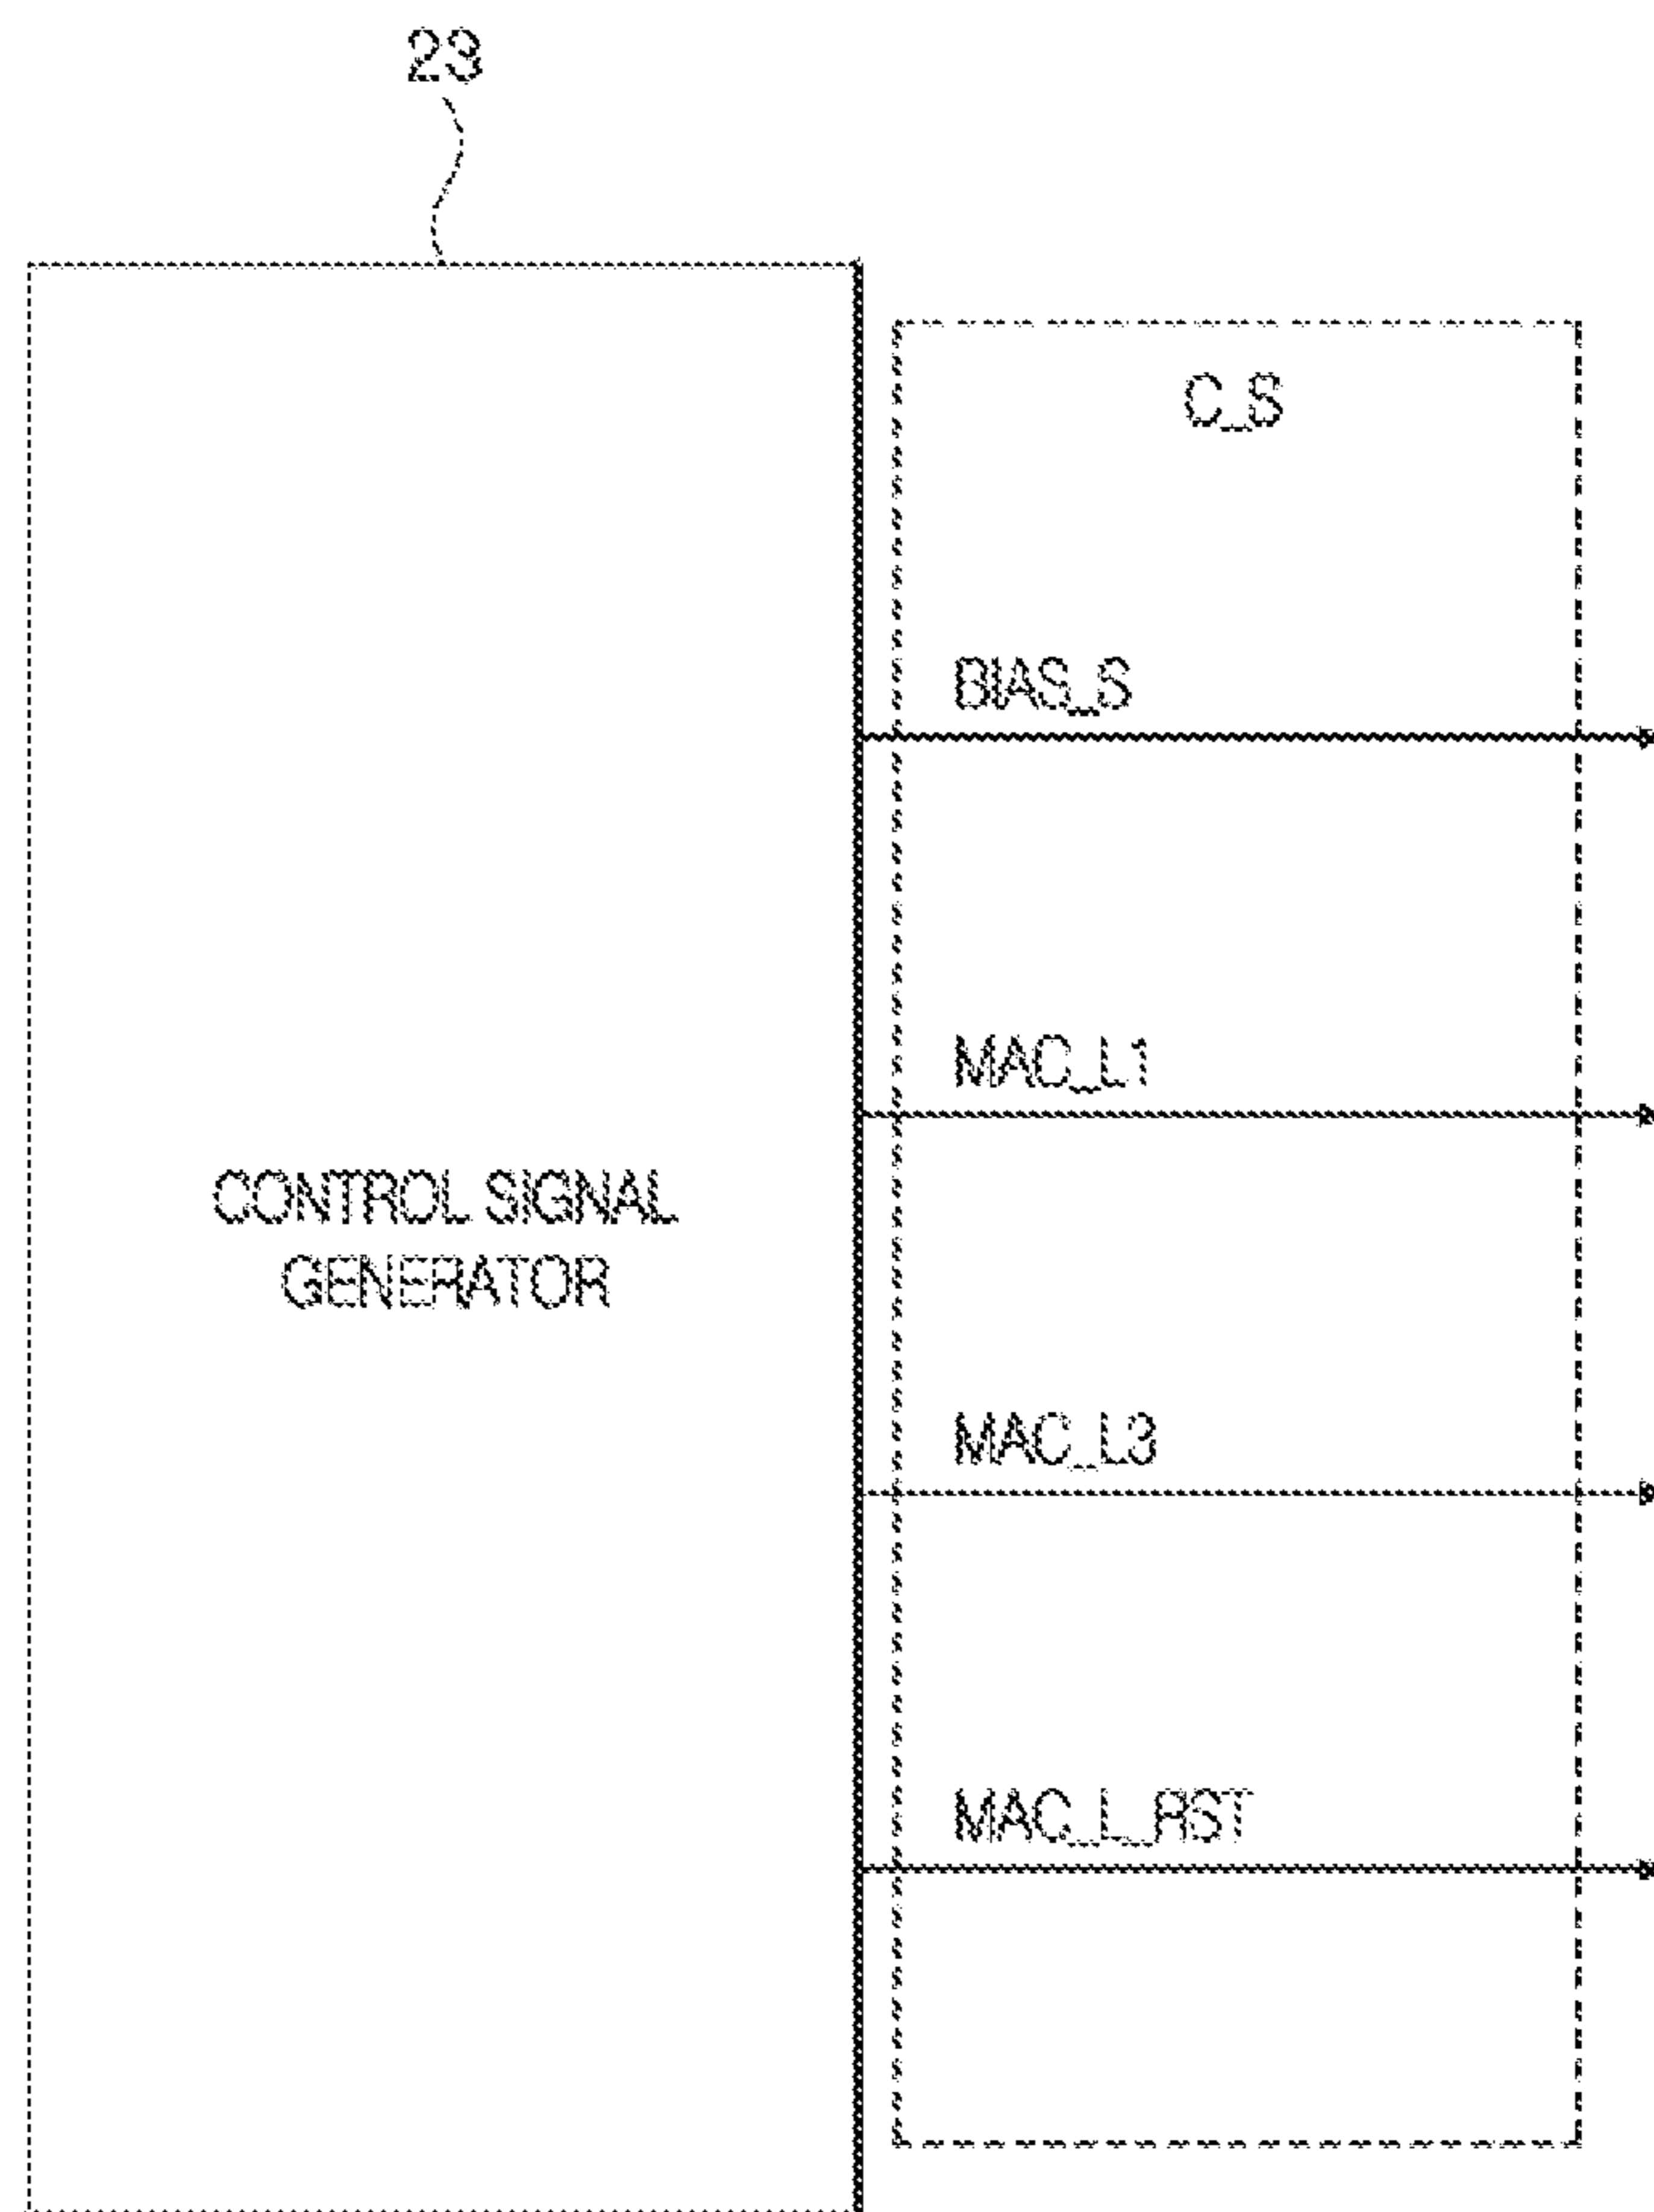 23
C_S
BIAS_S
MAC_L1
CONTROL SIGNAL
GENERATOR
MAC_L3
MAC_L_RST